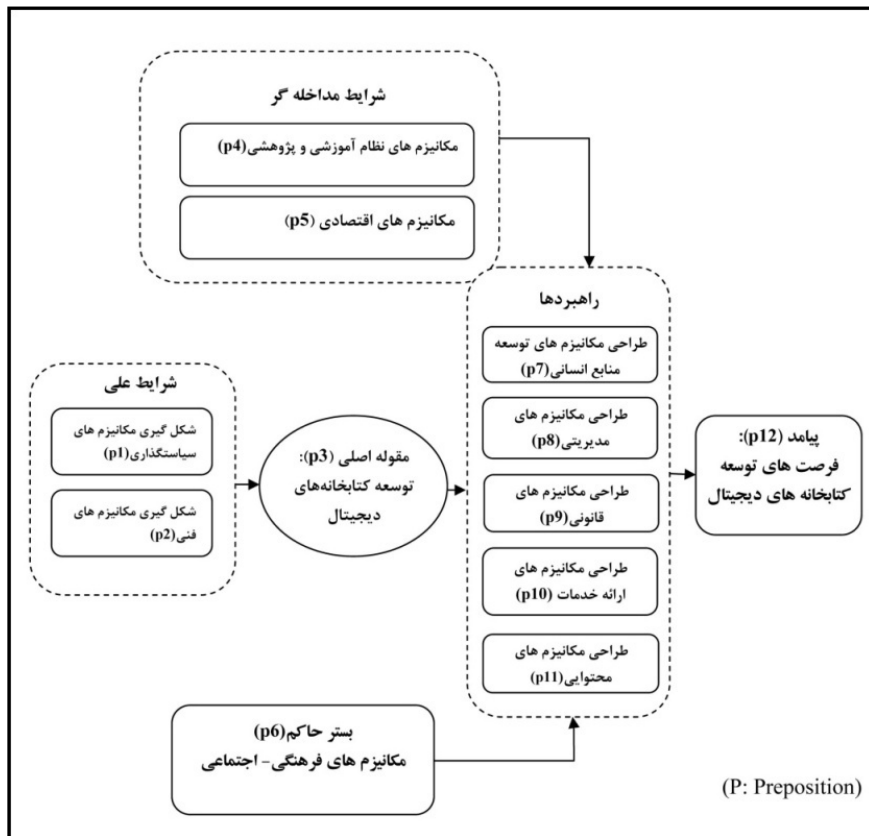 شرایط مداخله گر
مکانیزم های نظام آموزشی و پژوهشی(p4)
مکانیزم های اقتصادی (p5)
راهبردها
طراحی مکانیزم های توسعه
منابع انسانی(p7)
طراحی مکانیزم های
مدیریتی(p8)
طراحی مکانیزم های
قانونی(p9)
طراحی مکانیزم های
ارائه خدمات (p10)
طراحی مکانیزم های
محتوایی(p11)
شرایط علی
شکل گیری مکانیزم های
سیاستگذاری(p1)
شکل گیری مکانیزم های
فنی(p2)
مقوله اصلی (p3):
توسعه کتابخانه‌های
دیجیتال
پیامد (p12):
فرصت های توسعه
کتابخانه های دیجیتال
بستر حاکم(p6)
مکانیزم های فرهنگی- اجتماعی
(P: Preposition)